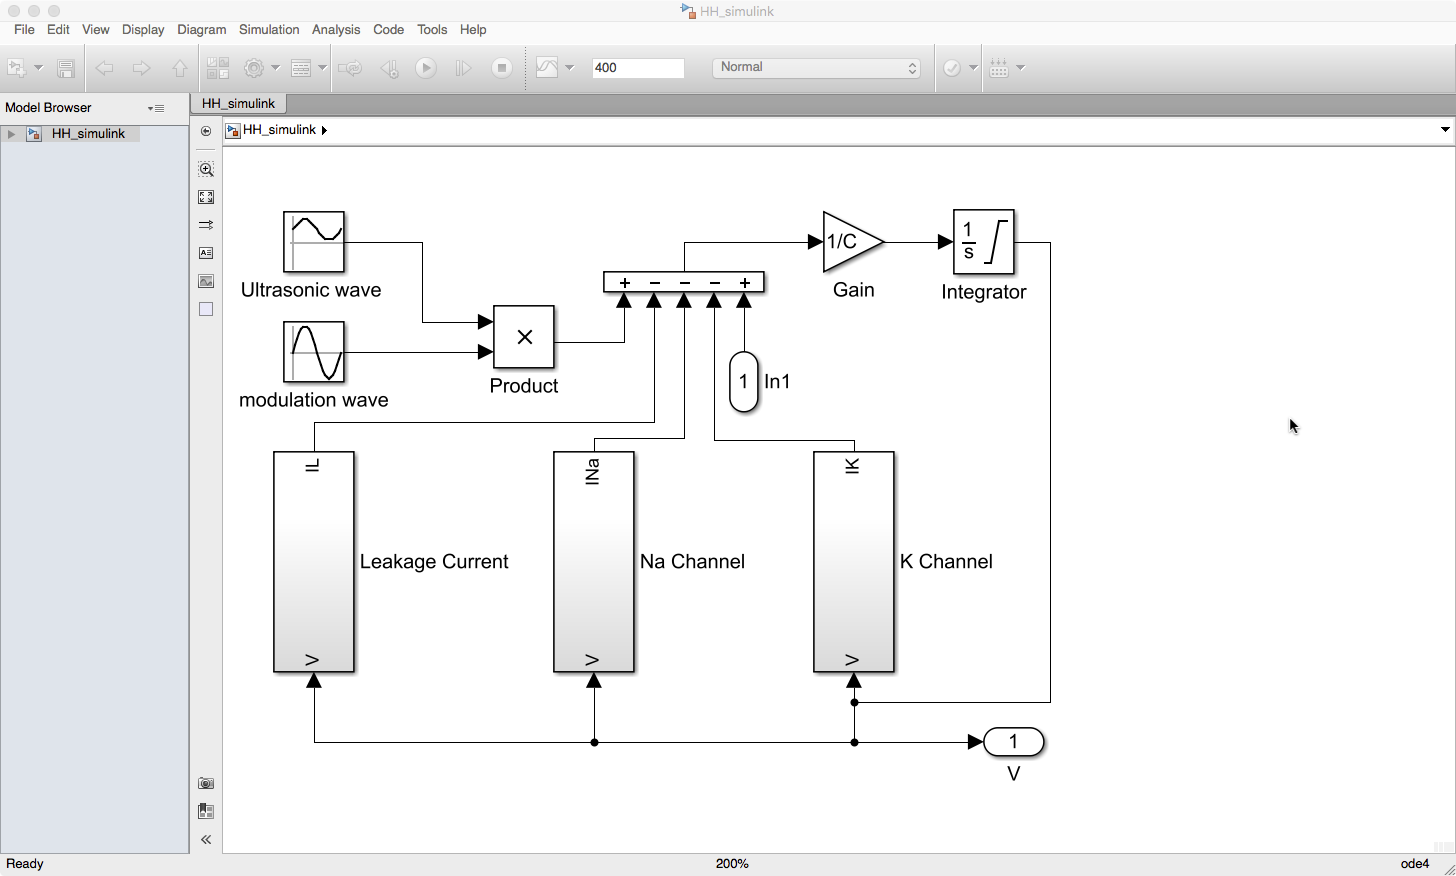 HH_simulink
File Edit View Display Diagram Simulation Analysis Code Tools Help
400 Normal
Model Browser
HH_simulink
HH_simulink
HH_simulink
Ultrasonic wave
modulation wave
×
Product
+ − − − +
1 In1
1/C
Gain
1
s
Integrator
IL
V
Leakage Current
INa
V
Na Channel
IK
V
K Channel
1
V
Ready 200% ode4